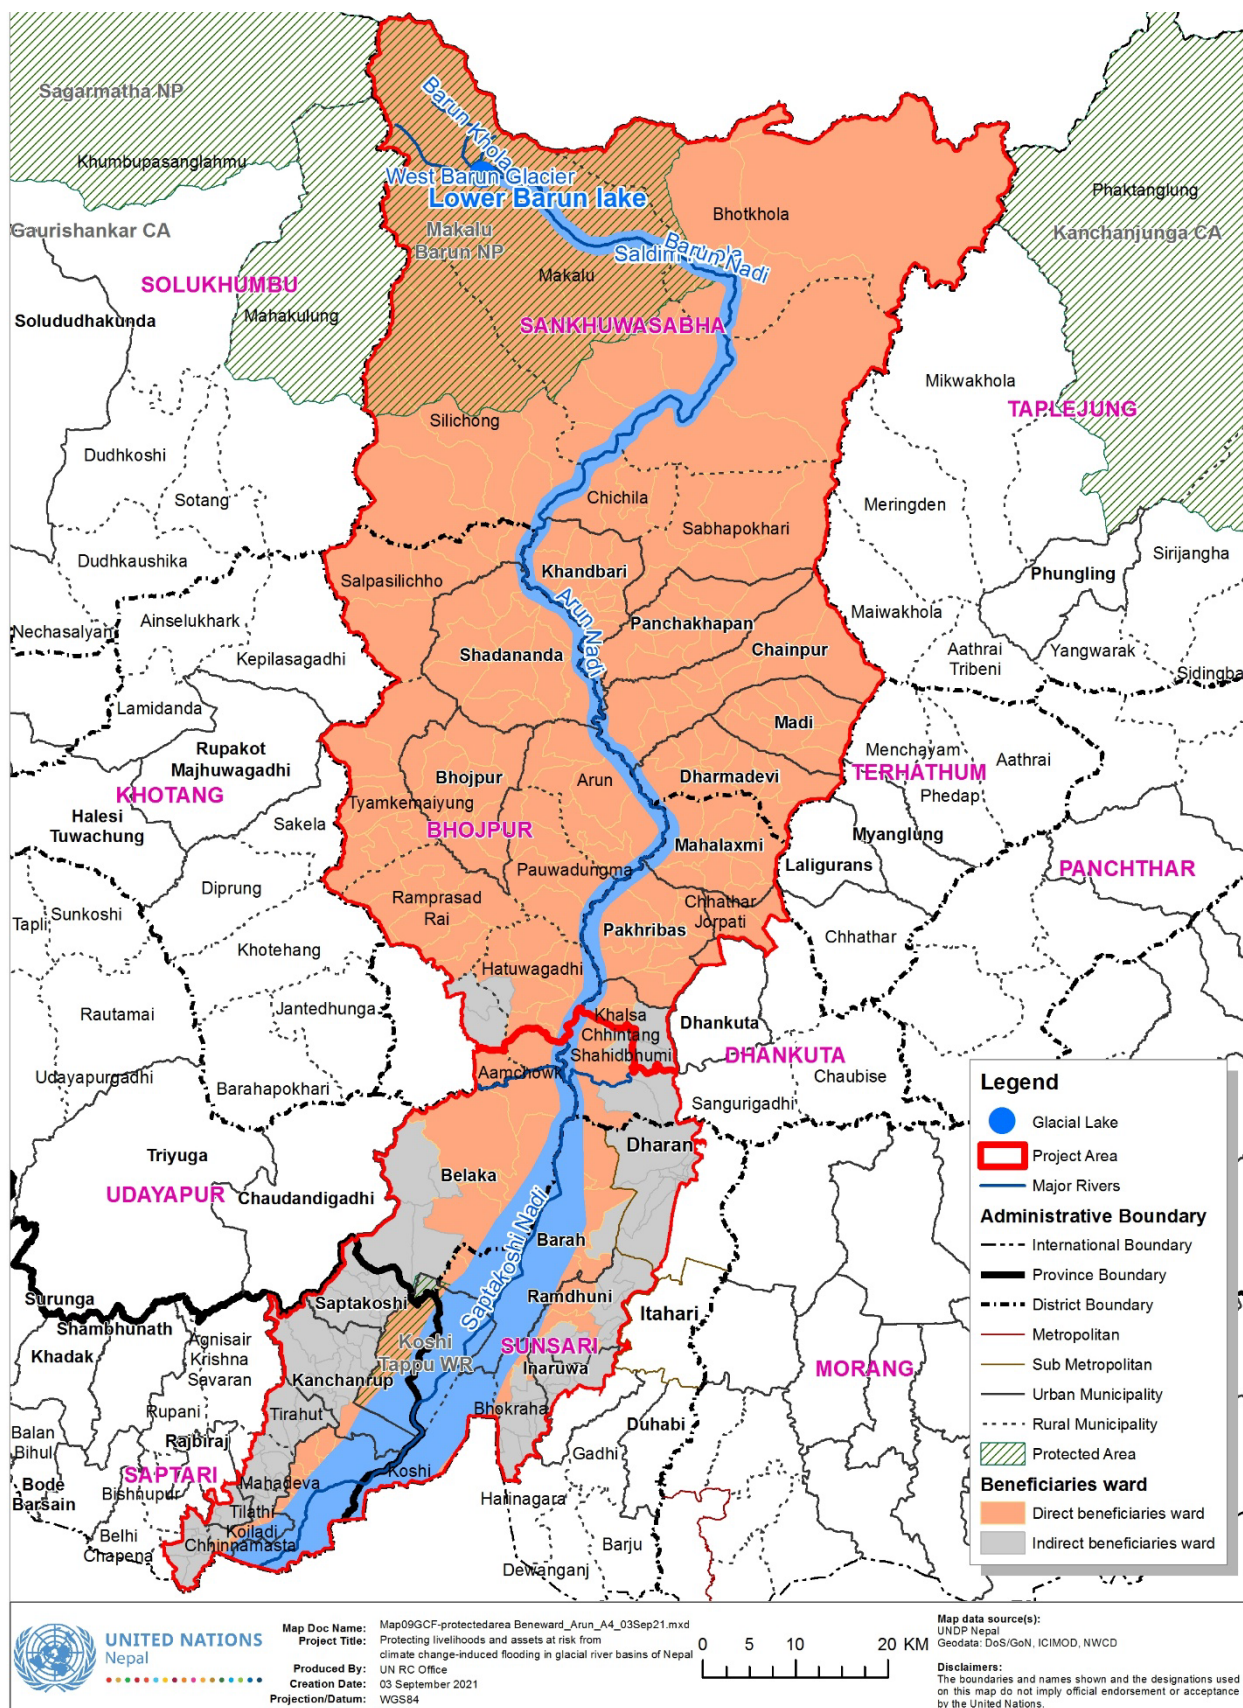 Sagarmatha NP
Khumbupasanglahmu
Barun Khola
West Barun Glacier
Lower Barun lake
Phaktanglung
Bhotkhola
Gaurishankar CA
Makalu
Barun NP
Kanchanjunga CA
Barun Nadi
Makalu
SOLUKHUMBU
Mahakulung
Solududhakunda
SANKHUWASABHA
Mikwakhola
TAPLEJUNG
Silichong
Dudhkoshi
Sotang
Chichila
Meringden
Sabhapokhari
Dudhkaushika
Salpasilichho
Khandbari
Sirijangha
Phungling
Nechasalyan
Ainselukhark
Arun Nadi
Panchakhapan
Maiwakhola
Kepilasagadhi
Shadananda
Chainpur
Aathrai
Tribeni
Yangwarak
Sidingba
Lamidanda
Madi
Rupakot
Majhuwagadhi
Menchayam
Aathrai
Bhojpur
Arun
Dharmadevi
TERHATHUM
KHOTANG
Tyamkemaiyung
Phedap
Halesi
Tuwachung
Sakela
BHOJPUR
Mahalaxmi
Myanglung
Laligurans
PANCHTHAR
Diprung
Pauwadungma
Ramprasad
Rai
Chhathar
Jorpati
Tapli
Sunkoshi
Pakhribas
Chhathar
Khotehang
Hatuwagadhi
Rautamai
Jantedhunga
Khalsa
Chhintang
Shahidbhumi
Dhankuta
DHANKUTA
Udayapurgadhi
Barahapokhari
Aamchowk
Chaubise
Sangurigadhi
Triyuga
Dharan
Belaka
UDAYAPUR
Chaudandigadhi
Saptakoshi Nadi
Barah
Surunga
Saptakoshi
Ramdhuni
Itahari
Shambhunath
Khadak
Agnisair
Krishna
Savaran
Koshi
Tappu WR
SUNSARI
Inaruwa
MORANG
Kanchanrup
Rupani
Tirahut
Bhokraha
Duhabi
Balan
Bihul
Rajbiraj
Gadhi
SAPTARI
Mahadeva
Koshi
Bode
Barsain
Bishnupur
Harinagara
Tilathi
Koiladi
Belhi
Chapena
Chhinnamasta
Barju
Dewanganj
Legend
Glacial Lake
Project Area
Major Rivers
Administrative Boundary
International Boundary
Province Boundary
District Boundary
Metropolitan
Sub Metropolitan
Urban Municipality
Rural Municipality
Protected Area
Beneficiaries ward
Direct beneficiaries ward
Indirect beneficiaries ward
UNITED NATIONS
Nepal
Map Doc Name: Map09GCF-protectedarea Beneward_Arun_A4_03Sep21.mxd
Project Title: Protecting livelihoods and assets at risk from
climate change-induced flooding in glacial river basins of Nepal
Produced By: UN RC Office
Creation Date: 03 September 2021
Projection/Datum: WGS84
0 5 10 20 KM
Map data source(s):
UNDP Nepal
Geodata: DoS/GoN, ICIMOD, NWCD
Disclaimers:
The boundaries and names shown and the designations used
on this map do not imply official endorsement or acceptance
by the United Nations.